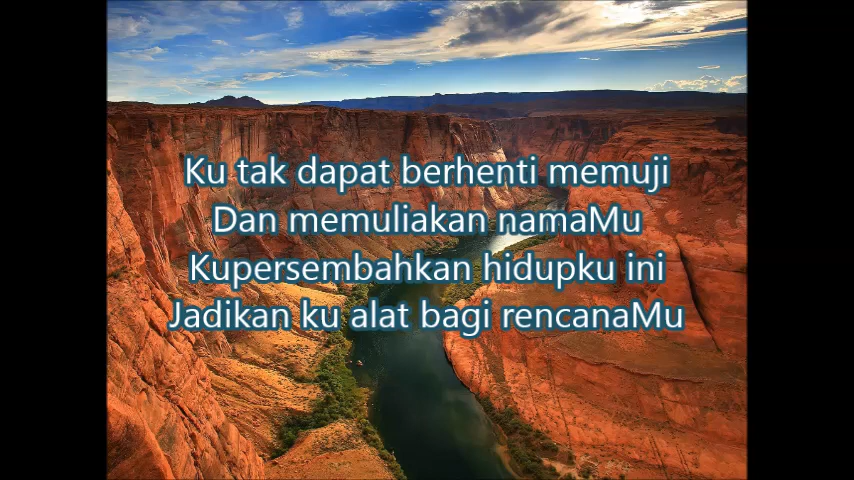 Ku tak dapat berhenti memuji
Dan memuliakan namaMu
Kupersembahkan hidupku ini
Jadikan ku alat bagi rencanaMu